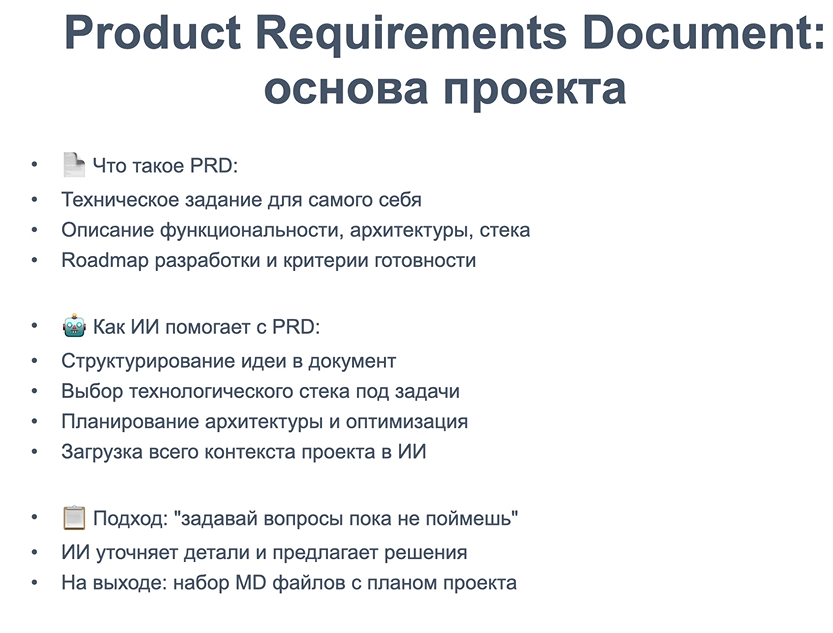 Product Requirements Document:
основа проекта
• 📄 Что такое PRD:
• Техническое задание для самого себя
• Описание функциональности, архитектуры, стека
• Roadmap разработки и критерии готовности
• 🤖 Как ИИ помогает с PRD:
• Структурирование идеи в документ
• Выбор технологического стека под задачи
• Планирование архитектуры и оптимизация
• Загрузка всего контекста проекта в ИИ
• 📋 Подход: "задавай вопросы пока не поймешь"
• ИИ уточняет детали и предлагает решения
• На выходе: набор MD файлов с планом проекта